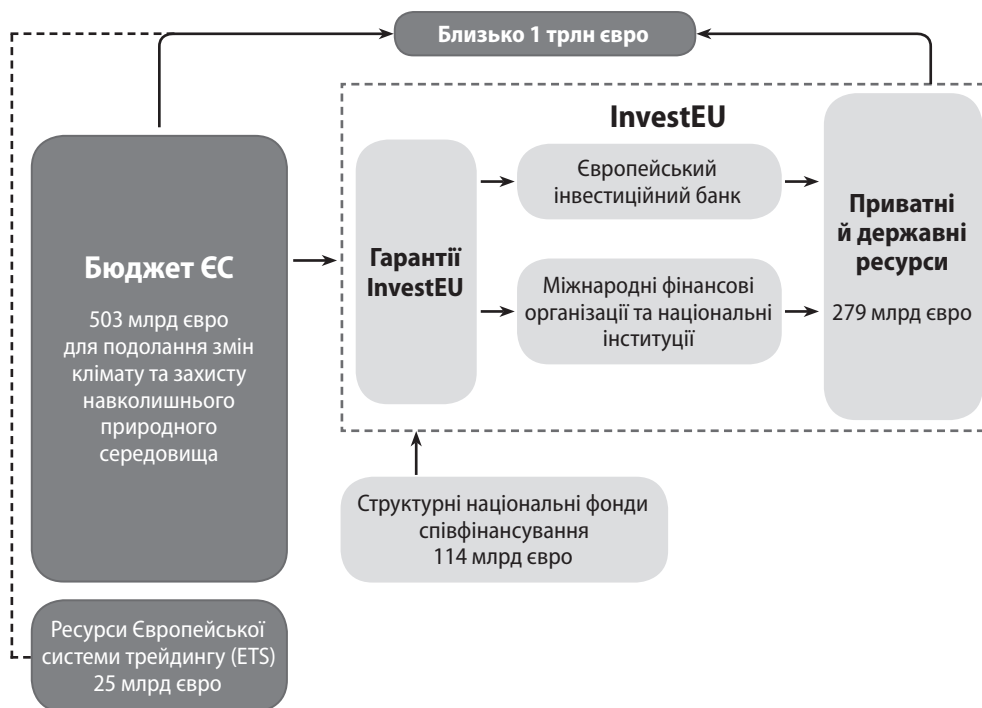 Близько 1 трлн євро
InvestEU
Бюджет ЄС
503 млрд євро
для подолання змін
клімату та захисту
навколишнього
природного
середовища
Гарантії
InvestEU
Європейський
інвестиційний банк
Міжнародні фінансові
організації та національні
інституції
Приватні
й державні
ресурси
279 млрд євро
Структурні національні фонди
співфінансування
114 млрд євро
Ресурси Європейської
системи трейдингу (ETS)
25 млрд євро